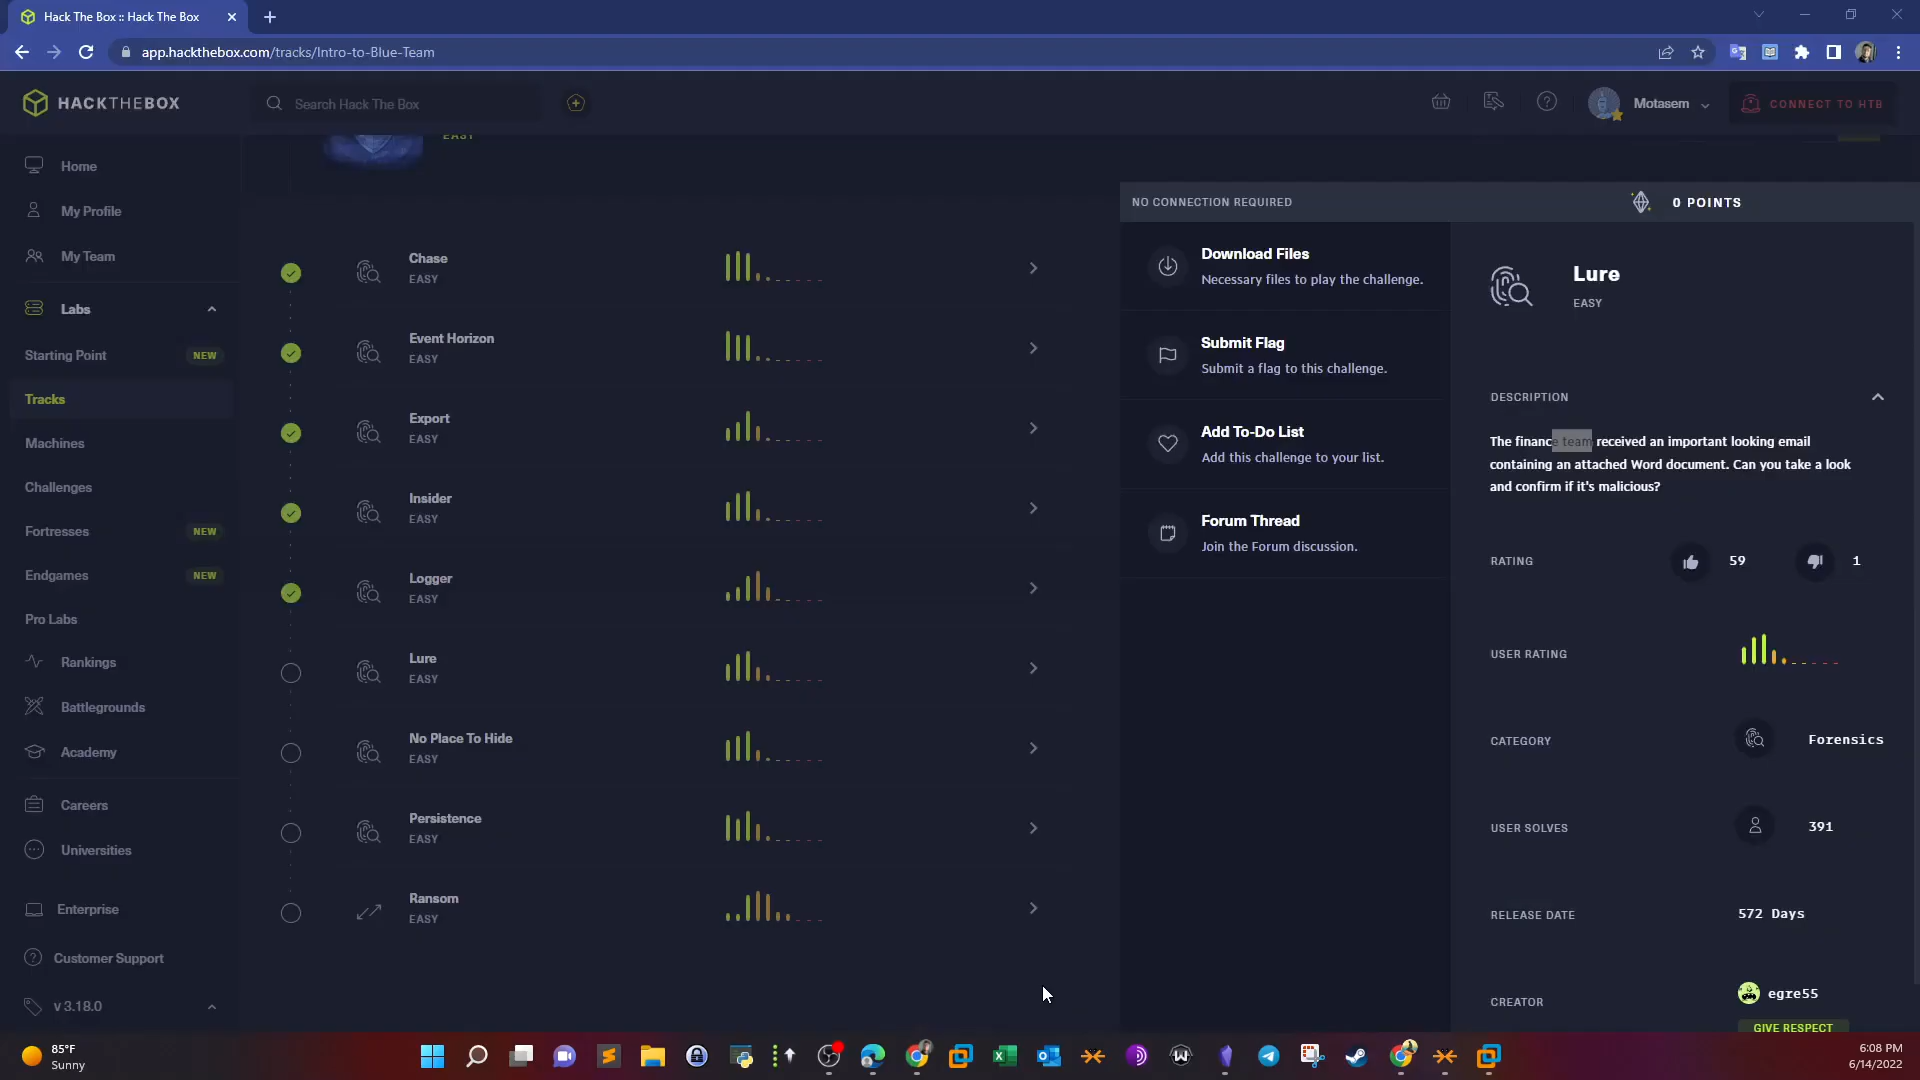 Hack The Box :: Hack The Box
app.hackthebox.com/tracks/Intro-to-Blue-Team
HACKTHEBOX
Search Hack The Box
Motasem
CONNECT TO HTB
EASY
Home
My Profile
My Team
Labs
Starting Point NEW
Tracks
Machines
Challenges
Fortresses NEW
Endgames NEW
Pro Labs
Rankings
Battlegrounds
Academy
Careers
Universities
Enterprise
Customer Support
v 3.18.0
Chase
EASY
Event Horizon
EASY
Export
EASY
Insider
EASY
Logger
EASY
Lure
EASY
No Place To Hide
EASY
Persistence
EASY
Ransom
EASY
NO CONNECTION REQUIRED
0 POINTS
Download Files
Necessary files to play the challenge.
Submit Flag
Submit a flag to this challenge.
Add To-Do List
Add this challenge to your list.
Forum Thread
Join the Forum discussion.
Lure
EASY
DESCRIPTION
The finance team received an important looking email
containing an attached Word document. Can you take a look
and confirm if it's malicious?
RATING 59 1
USER RATING
CATEGORY Forensics
USER SOLVES 391
RELEASE DATE 572 Days
CREATOR egre55
GIVE RESPECT
85°F
Sunny
6:08 PM
6/14/2022